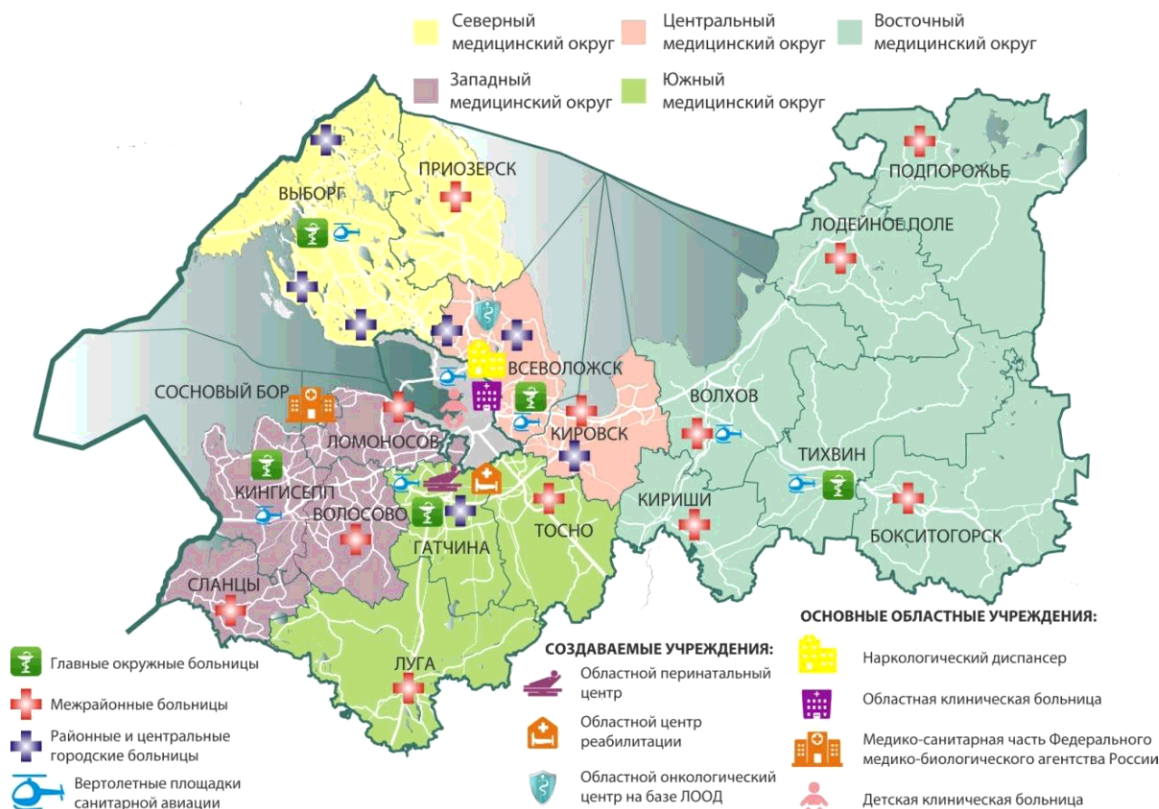 Северный
медицинский округ
Центральный
медицинский округ
Восточный
медицинский округ
Западный
медицинский округ
Южный
медицинский округ
ПОДПОРОЖЬЕ
ПРИОЗЕРСК
ВЫБОРГ
ЛОДЕЙНОЕ ПОЛЕ
ВСЕВОЛОЖСК
СОСНОВЫЙ БОР
ВОЛХОВ
ЛОМОНОСОВ
КИРОВСК
ТИХВИН
КИНГИСЕПП
КИРИШИ
ВОЛОСОВО
ТОСНО
БОКСИТОГОРСК
ГАТЧИНА
СЛАНЦЫ
ЛУГА
Главные окружные больницы
Межрайонные больницы
Районные и центральные
городские больницы
Вертолетные площадки
санитарной авиации
СОЗДАВАЕМЫЕ УЧРЕЖДЕНИЯ:
Областной перинатальный
центр
Областной центр
реабилитации
Областной онкологический
центр на базе ЛООД
ОСНОВНЫЕ ОБЛАСТНЫЕ УЧРЕЖДЕНИЯ:
Наркологический диспансер
Областная клиническая больница
Медико-санитарная часть Федерального
медико-биологического агентства России
Детская клиническая больница